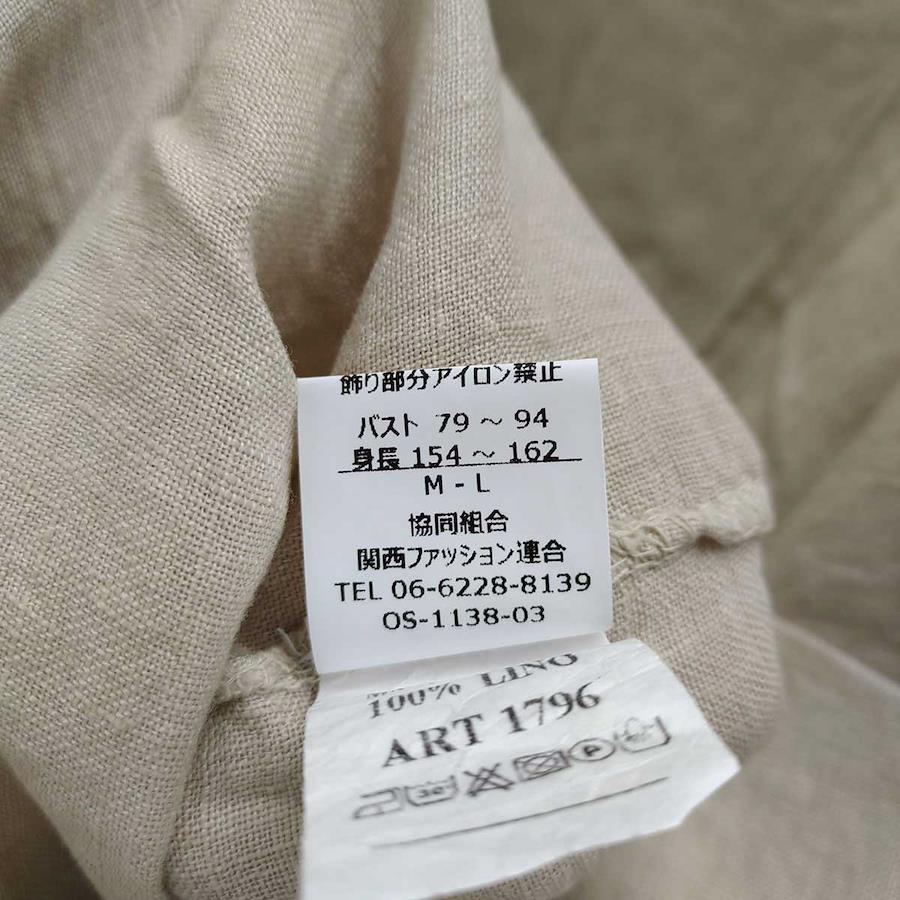 飾り部分アイロン禁止
バスト 79 ～ 94
身長 154 ～ 162
M - L
協同組合
関西ファッション連合
TEL 06-6228-8139
OS-1138-03
100% LINO
ART 1796
30
P